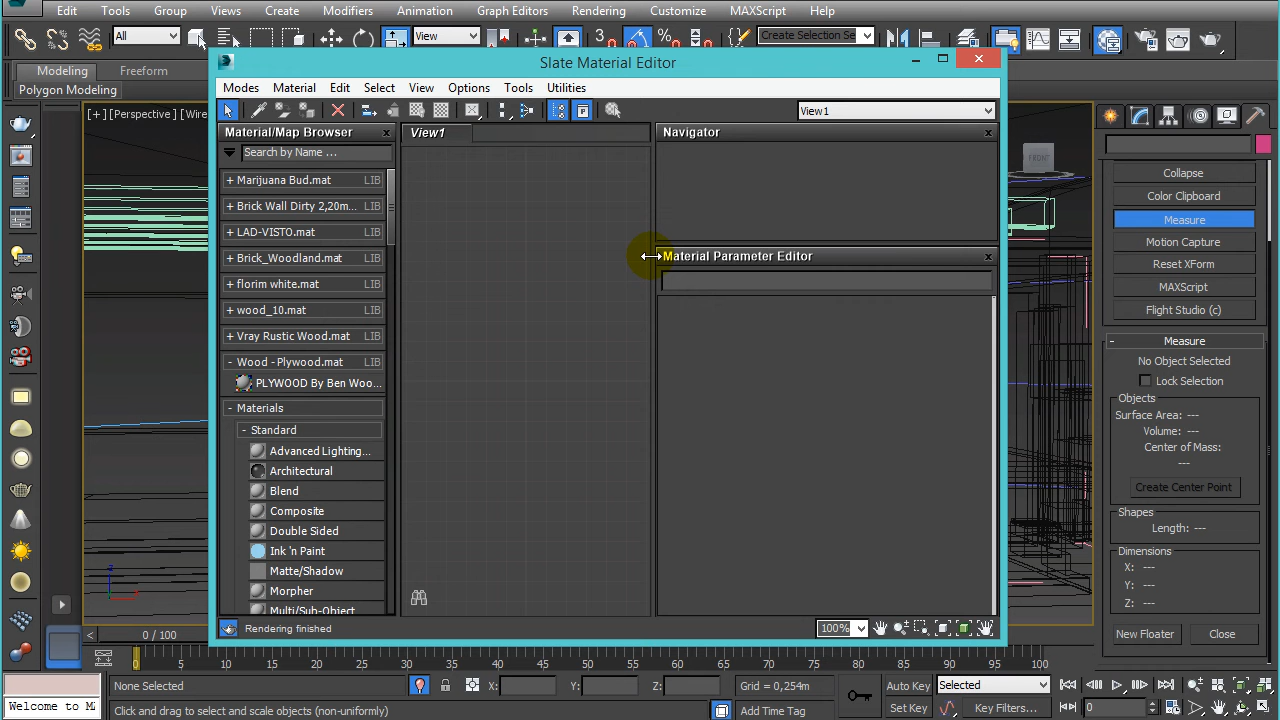 Edit Tools Group Views Create Modifiers Animation Graph Editors Rendering Customize MAXScript Help
All View 3 % Create Selection Se
Modeling Freeform
Polygon Modeling
[+] [Perspective] [Wire
FRONT
Slate Material Editor
Modes Material Edit Select View Options Tools Utilities
View1
Material/Map Browser
Search by Name ...
+ Marijuana Bud.mat LIB
+ Brick Wall Dirty 2,20m... LIB
+ LAD-VISTO.mat LIB
+ Brick_Woodland.mat LIB
+ florim white.mat LIB
+ wood_10.mat LIB
+ Vray Rustic Wood.mat LIB
- Wood - Plywood.mat LIB
PLYWOOD By Ben Woo...
- Materials
- Standard
Advanced Lighting...
Architectural
Blend
Composite
Double Sided
Ink 'n Paint
Matte/Shadow
Morpher
Multi/Sub-Object
View1
Navigator
Material Parameter Editor
Rendering finished
100%
Collapse
Color Clipboard
Measure
Motion Capture
Reset XForm
MAXScript
Flight Studio (c)
- Measure
No Object Selected
Lock Selection
Objects
Surface Area: ---
Volume: ---
Center of Mass:
---
Create Center Point
Shapes
Length: ---
Dimensions
X: ---
Y: ---
Z: ---
New Floater Close
z
< 0 / 100
0 5 10 15 20 25 30 35 40 45 50 55 60 65 70 75 80 85 90 95 100
None Selected X: Y: Z: Grid = 0,254m Auto Key Selected
Welcome to MA Click and drag to select and scale objects (non-uniformly) Add Time Tag Set Key Key Filters... 0